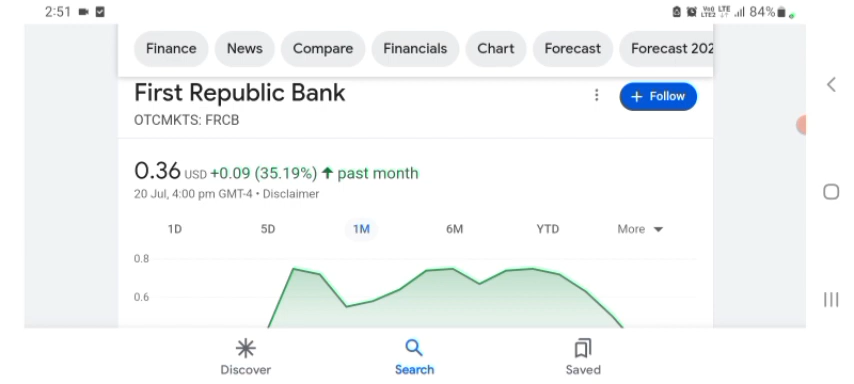 2:51 84%
Finance News Compare Financials Chart Forecast Forecast 202
First Republic Bank
+ Follow
OTCMKTS: FRCB
0.36 USD +0.09 (35.19%) ↑ past month
20 Jul, 4:00 pm GMT-4 • Disclaimer
1D 5D 1M 6M YTD More
0.8
0.6
Discover Search Saved